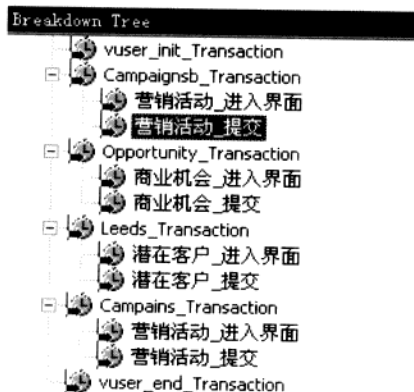 Breakdown Tree
vuser_init_Transaction
Campaignsb_Transaction
营销活动_进入界面
营销活动_提交
Opportunity_Transaction
商业机会_进入界面
商业机会_提交
Leeds_Transaction
潜在客户_进入界面
潜在客户_提交
Campains_Transaction
营销活动_进入界面
营销活动_提交
vuser_end_Transaction